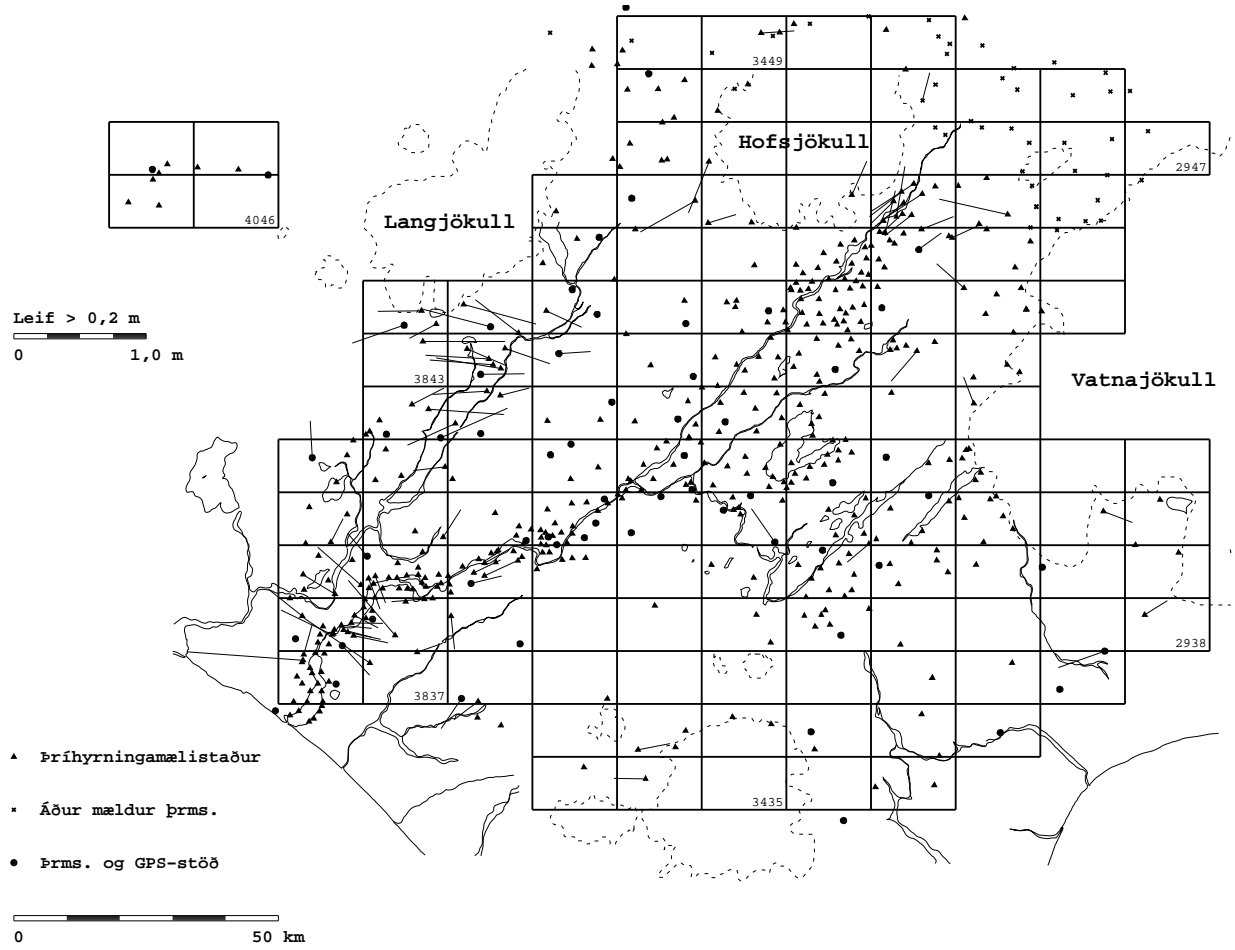 3449
Hofsjökull
2947
4046
Langjökull
Leif > 0,2 m
0 1,0 m
3843
Vatnajökull
2938
3837
Þríhyrningamælistaður
3435
Áður mældur þrms.
Þrms. og GPS-stöð
0 50 km